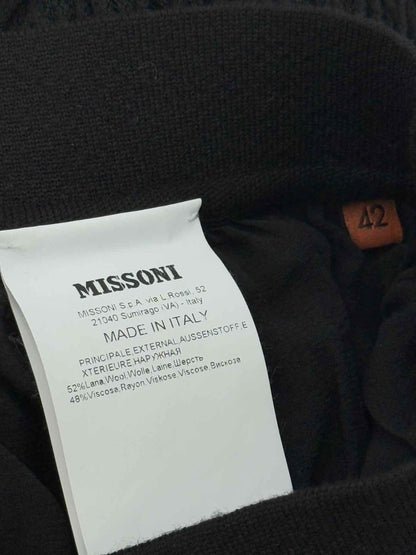 42
MISSONI
MISSONI S.p.A. via L.Rossi, 52
21040 Sumirago (VA) - Italy
MADE IN ITALY
PRINCIPALE,EXTERNAL,AUSSENSTOFF,E
XTERIEURE,НАРУЖНАЯ
52%Lana,Wool,Wolle,Laine,Шерсть
48%Viscosa,Rayon,Viskose,Viscose,Вискоза